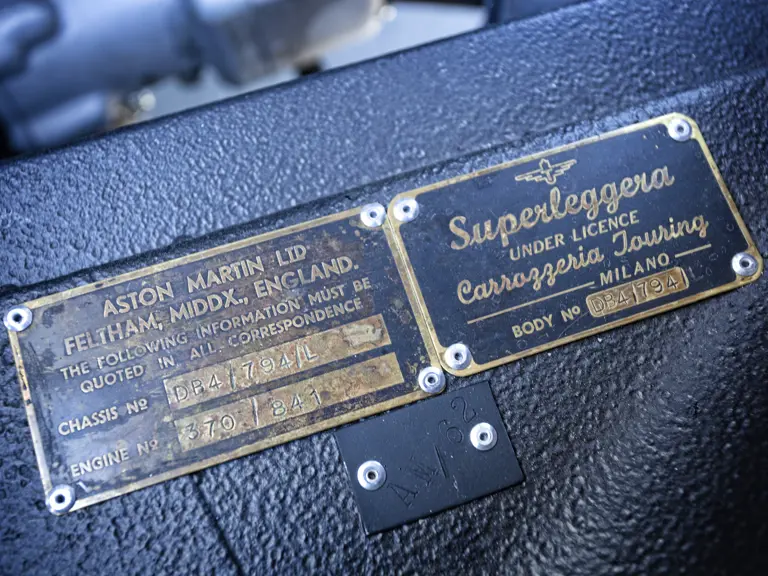 ASTON MARTIN LTD
FELTHAM, MIDDX., ENGLAND.
THE FOLLOWING INFORMATION MUST BE
QUOTED IN ALL CORRESPONDENCE
CHASSIS Nº DB4/794/L
ENGINE Nº 370/841
Superleggera
UNDER LICENCE
Carrozzeria Touring
MILANO
BODY Nº DB4/794